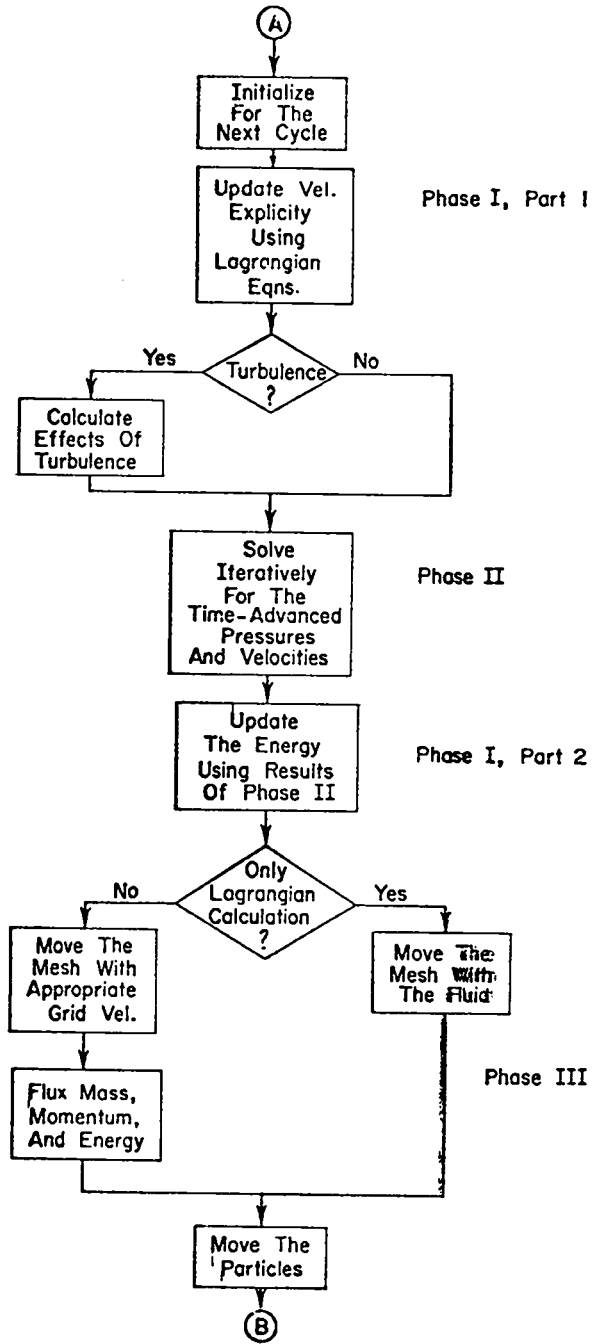 A
Initialize
For The
Next Cycle
Update Vel.
Explicity
Using
Lagrangian
Eqns.
Phase I, Part 1
Turbulence
?
Yes
No
Calculate
Effects Of
Turbulence
Solve
Iteratively
For The
Time-Advanced
Pressures
And Velocities
Phase II
Update
The Energy
Using Results
Of Phase II
Phase I, Part 2
Only
Lagrangian
Calculation
?
No
Yes
Move The
Mesh With
Appropriate
Grid Vel.
Move The
Mesh With
The Fluid
Flux Mass,
Momentum,
And Energy
Phase III
Move The
Particles
B